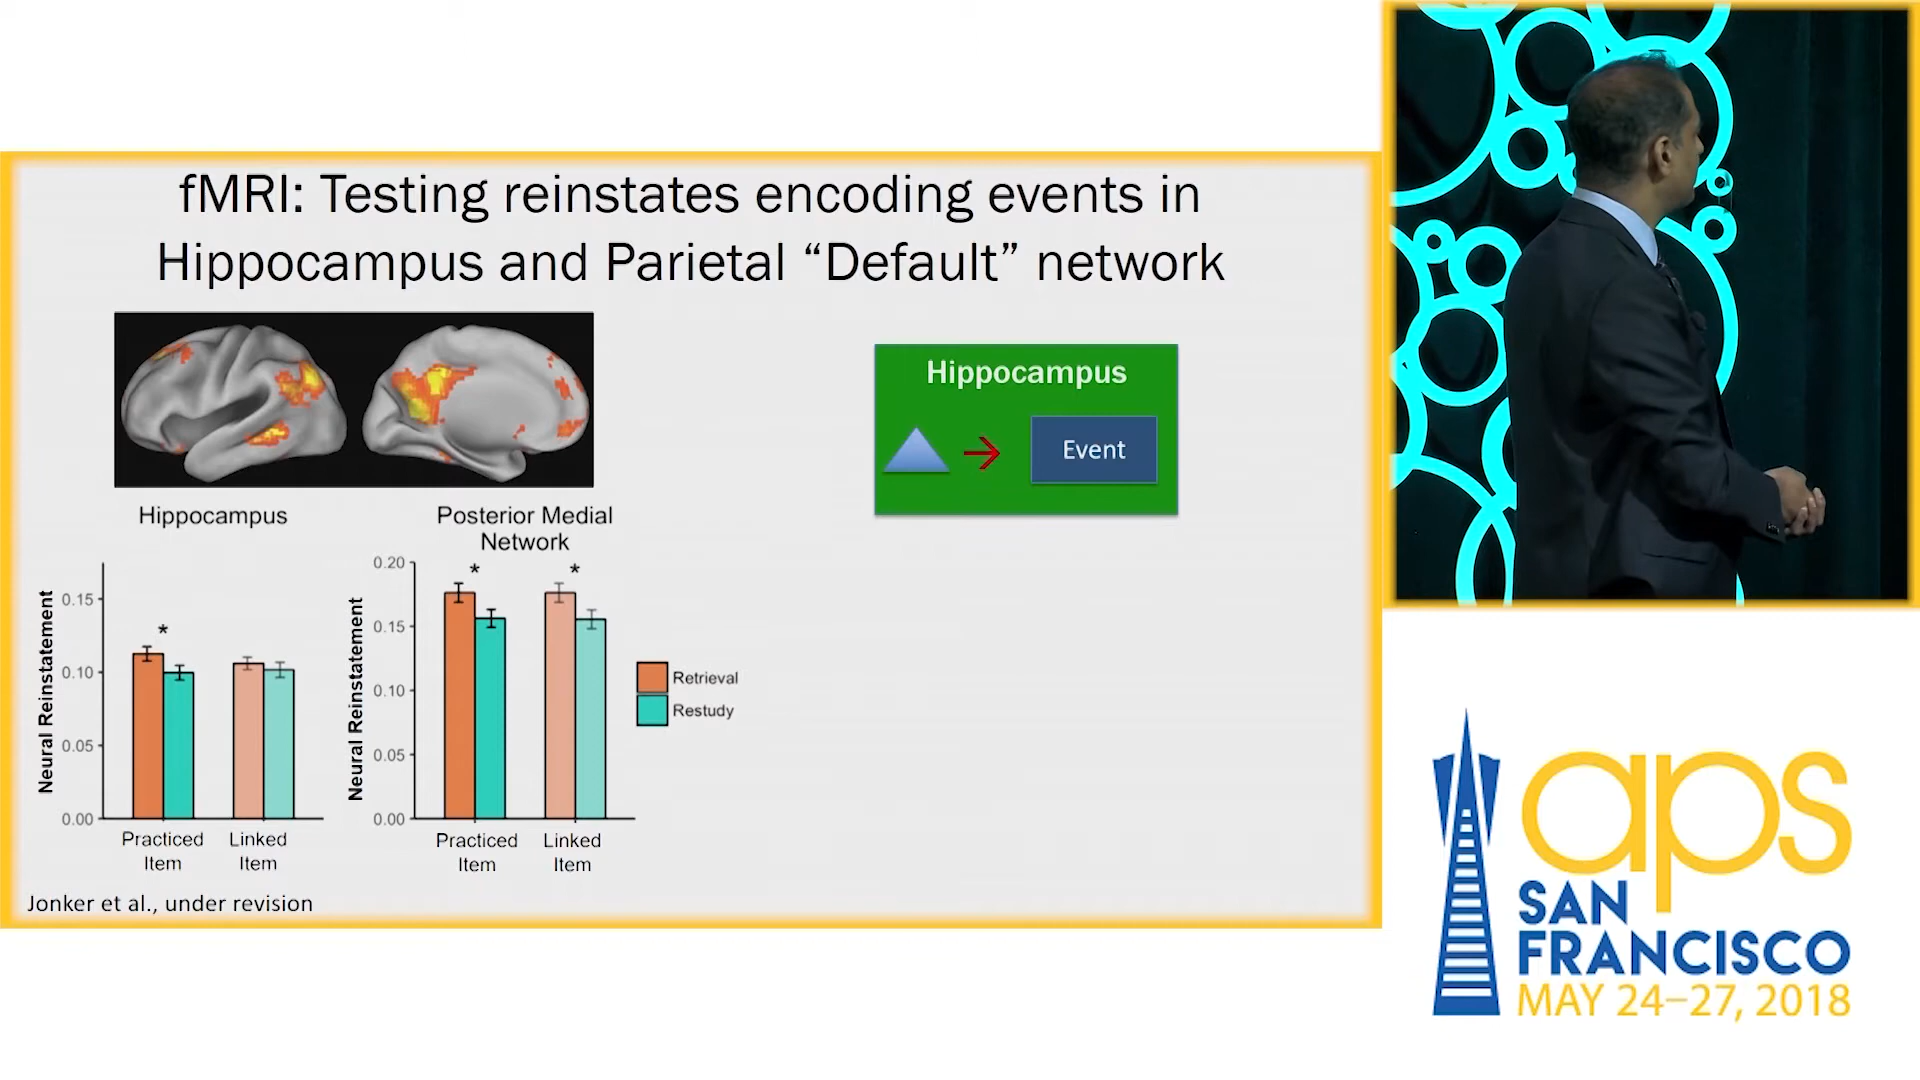 fMRI: Testing reinstates encoding events in
Hippocampus and Parietal “Default” network
Hippocampus
Event
Hippocampus
Posterior Medial
Network
Neural Reinstatement
0.15
0.10
0.05
0.00
*
Practiced
Item
Linked
Item
Neural Reinstatement
0.20
0.15
0.10
0.05
0.00
*
*
Practiced
Item
Linked
Item
Retrieval
Restudy
Jonker et al., under revision
aps
SAN
FRANCISCO
MAY 24–27, 2018